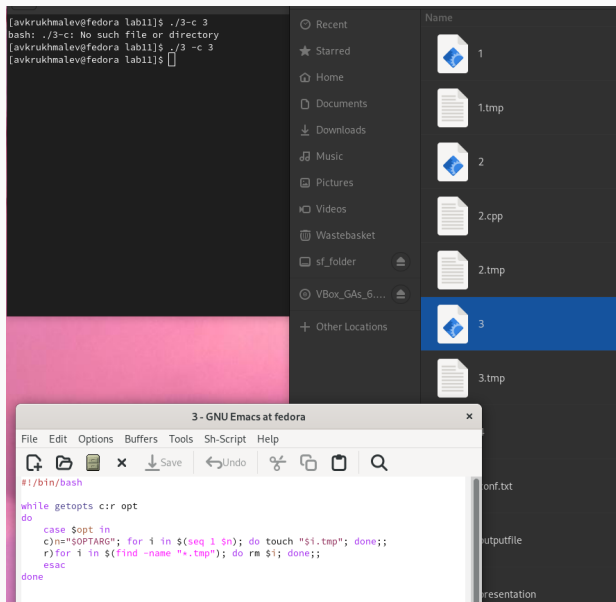 [avkrukhmalev@fedora lab11]$ ./3-c 3
bash: ./3-c: No such file or directory
[avkrukhmalev@fedora lab11]$ ./3 -c 3
[avkrukhmalev@fedora lab11]$
Recent
Starred
Home
Documents
Downloads
Music
Pictures
Videos
Wastebasket
sf_folder
VBox_GAs_6....
+ Other Locations
Name
1
1.tmp
2
2.cpp
2.tmp
3
3.tmp
onf.txt
utputfile
resentation
3 - GNU Emacs at fedora ×
File Edit Options Buffers Tools Sh-Script Help
Save Undo
#!/bin/bash
while getopts c:r opt
do
case $opt in
c)n="$OPTARG"; for i in $(seq 1 $n); do touch "$i.tmp"; done;;
r)for i in $(find -name "*.tmp"); do rm $i; done;;
esac
done